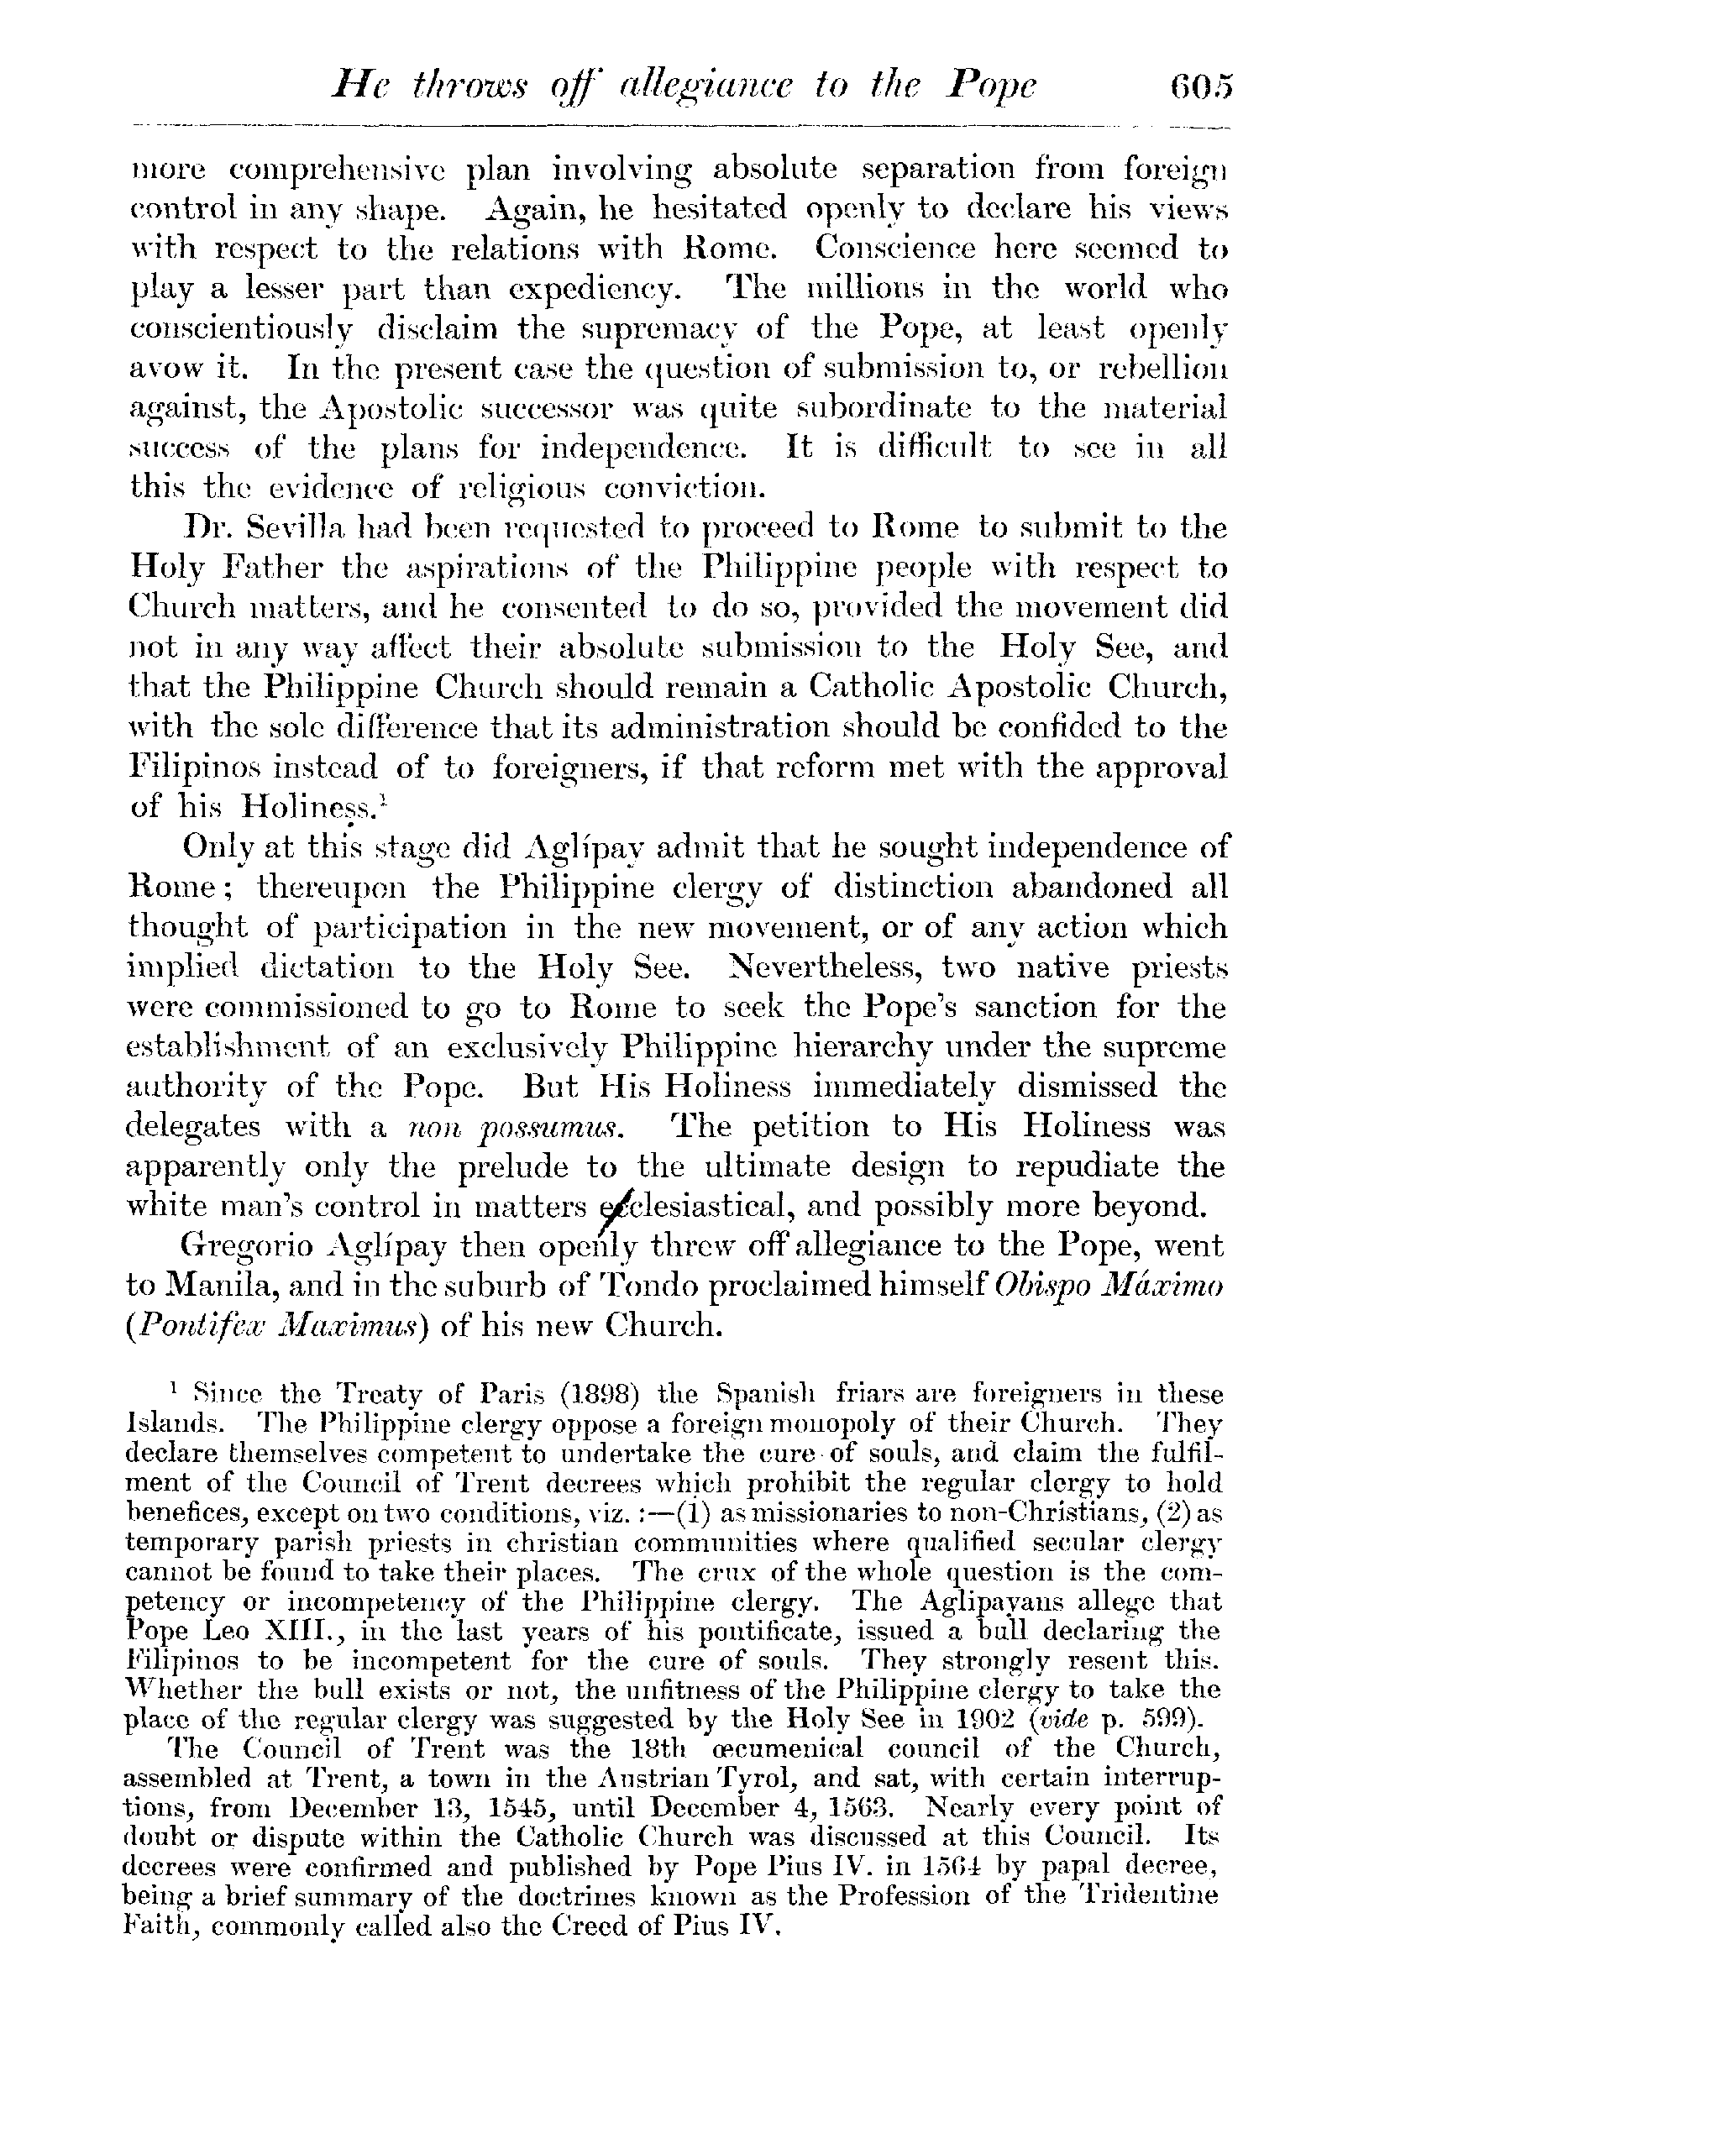 He throws off allegiance to the Pope 605
more comprehensive plan involving absolute separation from foreign
control in any shape. Again, he hesitated openly to declare his views
with respect to the relations with Rome. Conscience here seemed to
play a lesser part than expediency. The millions in the world who
conscientiously disclaim the supremacy of the Pope, at least openly
avow it. In the present case the question of submission to, or rebellion
against, the Apostolic successor was quite subordinate to the material
success of the plans for independence. It is difficult to see in all
this the evidence of religious conviction.
Dr. Sevilla had been requested to proceed to Rome to submit to the
Holy Father the aspirations of the Philippine people with respect to
Church matters, and he consented to do so, provided the movement did
not in any way affect their absolute submission to the Holy See, and
that the Philippine Church should remain a Catholic Apostolic Church,
with the sole difference that its administration should be confided to the
Filipinos instead of to foreigners, if that reform met with the approval
of his Holiness.¹
Only at this stage did Aglípay admit that he sought independence of
Rome; thereupon the Philippine clergy of distinction abandoned all
thought of participation in the new movement, or of any action which
implied dictation to the Holy See. Nevertheless, two native priests
were commissioned to go to Rome to seek the Pope's sanction for the
establishment of an exclusively Philippine hierarchy under the supreme
authority of the Pope. But His Holiness immediately dismissed the
delegates with a non possumus. The petition to His Holiness was
apparently only the prelude to the ultimate design to repudiate the
white man's control in matters ecclesiastical, and possibly more beyond.
Gregorio Aglípay then openly threw off allegiance to the Pope, went
to Manila, and in the suburb of Tondo proclaimed himself Obispo Máximo
(Pontifex Maximus) of his new Church.
¹ Since the Treaty of Paris (1898) the Spanish friars are foreigners in these
Islands. The Philippine clergy oppose a foreign monopoly of their Church. They
declare themselves competent to undertake the cure of souls, and claim the fulfil-
ment of the Council of Trent decrees which prohibit the regular clergy to hold
benefices, except on two conditions, viz. :—(1) as missionaries to non-Christians, (2) as
temporary parish priests in christian communities where qualified secular clergy
cannot be found to take their places. The crux of the whole question is the com-
petency or incompetency of the Philippine clergy. The Aglipayans allege that
Pope Leo XIII., in the last years of his pontificate, issued a bull declaring the
Filipinos to be incompetent for the cure of souls. They strongly resent this.
Whether the bull exists or not, the unfitness of the Philippine clergy to take the
place of the regular clergy was suggested by the Holy See in 1902 (vide p. 599).
The Council of Trent was the 18th œcumenical council of the Church,
assembled at Trent, a town in the Austrian Tyrol, and sat, with certain interrup-
tions, from December 13, 1545, until December 4, 1563. Nearly every point of
doubt or dispute within the Catholic Church was discussed at this Council. Its
decrees were confirmed and published by Pope Pius IV. in 1564 by papal decree,
being a brief summary of the doctrines known as the Profession of the Tridentine
Faith, commonly called also the Creed of Pius IV.